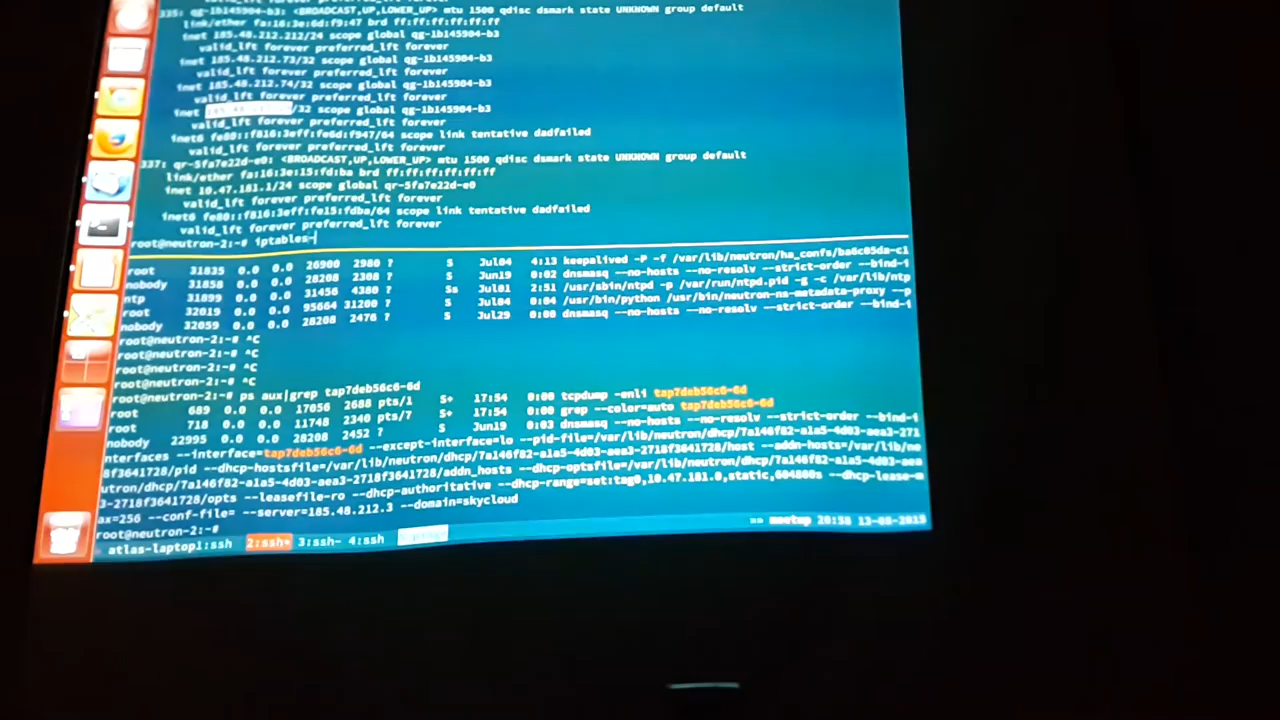 335: qg-1b145904-b3: <BROADCAST,UP,LOWER_UP> mtu 1500 qdisc dsmark state UNKNOWN group default
link/ether fa:16:3e:6d:f9:47 brd ff:ff:ff:ff:ff:ff
inet 185.48.212.212/24 scope global qg-1b145904-b3
valid_lft forever preferred_lft forever
inet 185.48.212.73/32 scope global qg-1b145904-b3
valid_lft forever preferred_lft forever
inet 185.48.212.74/32 scope global qg-1b145904-b3
valid_lft forever preferred_lft forever
inet /32 scope global qg-1b145904-b3
valid_lft forever preferred_lft forever
inet6 fe80::f816:3eff:fe6d:f947/64 scope link tentative dadfailed
valid_lft forever preferred_lft forever
337: qr-5fa7e22d-e0: <BROADCAST,UP,LOWER_UP> mtu 1500 qdisc dsmark state UNKNOWN group default
link/ether fa:16:3e:15:fd:ba brd ff:ff:ff:ff:ff:ff
inet 10.47.181.1/24 scope global qr-5fa7e22d-e0
valid_lft forever preferred_lft forever
inet6 fe80::f816:3eff:fe15:fdba/64 scope link tentative dadfailed
valid_lft forever preferred_lft forever
root@neutron-2:~# iptables-
root 31835 0.0 0.0 26900 2980 ? S Jul04 4:13 keepalived -P -f /var/lib/neutron/ha_confs/ba6c05da-c1
nobody 31858 0.0 0.0 28208 2308 ? S Jun19 0:02 dnsmasq --no-hosts --no-resolv --strict-order --bind-i
ntp 31899 0.0 0.0 31456 4380 ? Ss Jul01 2:51 /usr/sbin/ntpd -p /var/run/ntpd.pid -g -c /var/lib/ntp
root 32019 0.0 0.0 95664 31200 ? S Jul04 0:04 /usr/bin/python /usr/bin/neutron-ns-metadata-proxy --p
nobody 32059 0.0 0.0 28208 2476 ? S Jul29 0:00 dnsmasq --no-hosts --no-resolv --strict-order --bind-i
root@neutron-2:~# ^C
root@neutron-2:~# ^C
root@neutron-2:~# ^C
root@neutron-2:~# ^C
root@neutron-2:~# ps aux|grep tap7deb56c6-6d
root 689 0.0 0.0 17056 2688 pts/1 S+ 17:54 0:00 tcpdump -enli tap7deb56c6-6d
root 718 0.0 0.0 11748 2340 pts/7 S+ 17:54 0:00 grep --color=auto tap7deb56c6-6d
nobody 22995 0.0 0.0 28208 2452 ? S Jun19 0:03 dnsmasq --no-hosts --no-resolv --strict-order --bind-i
nterfaces --interface=tap7deb56c6-6d --except-interface=lo --pid-file=/var/lib/neutron/dhcp/7a146f82-a1a5-4d03-aea3-271
8f3641728/pid --dhcp-hostsfile=/var/lib/neutron/dhcp/7a146f82-a1a5-4d03-aea3-2718f3641728/host --addn-hosts=/var/lib/ne
utron/dhcp/7a146f82-a1a5-4d03-aea3-2718f3641728/addn_hosts --dhcp-optsfile=/var/lib/neutron/dhcp/7a146f82-a1a5-4d03-aea
3-2718f3641728/opts --leasefile-ro --dhcp-authoritative --dhcp-range=set:tag0,10.47.181.0,static,604800s --dhcp-lease-m
ax=256 --conf-file= --server=185.48.212.3 --domain=skycloud
root@neutron-2:~#
atlas-laptop1:ssh 2:ssh* 3:ssh- 4:ssh »» meetup 20:58 13-08-2015